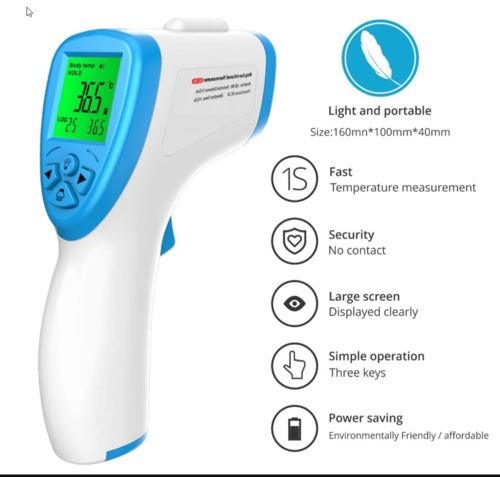 Body temp
HOLD
36.5
°C
LOG 25 36.5
Light and portable
Size:160mn*100mm*40mm
1S
Fast
Temperature measurement
Security
No contact
Large screen
Displayed clearly
Simple operation
Three keys
Power saving
Environmentally Friendly / affordable